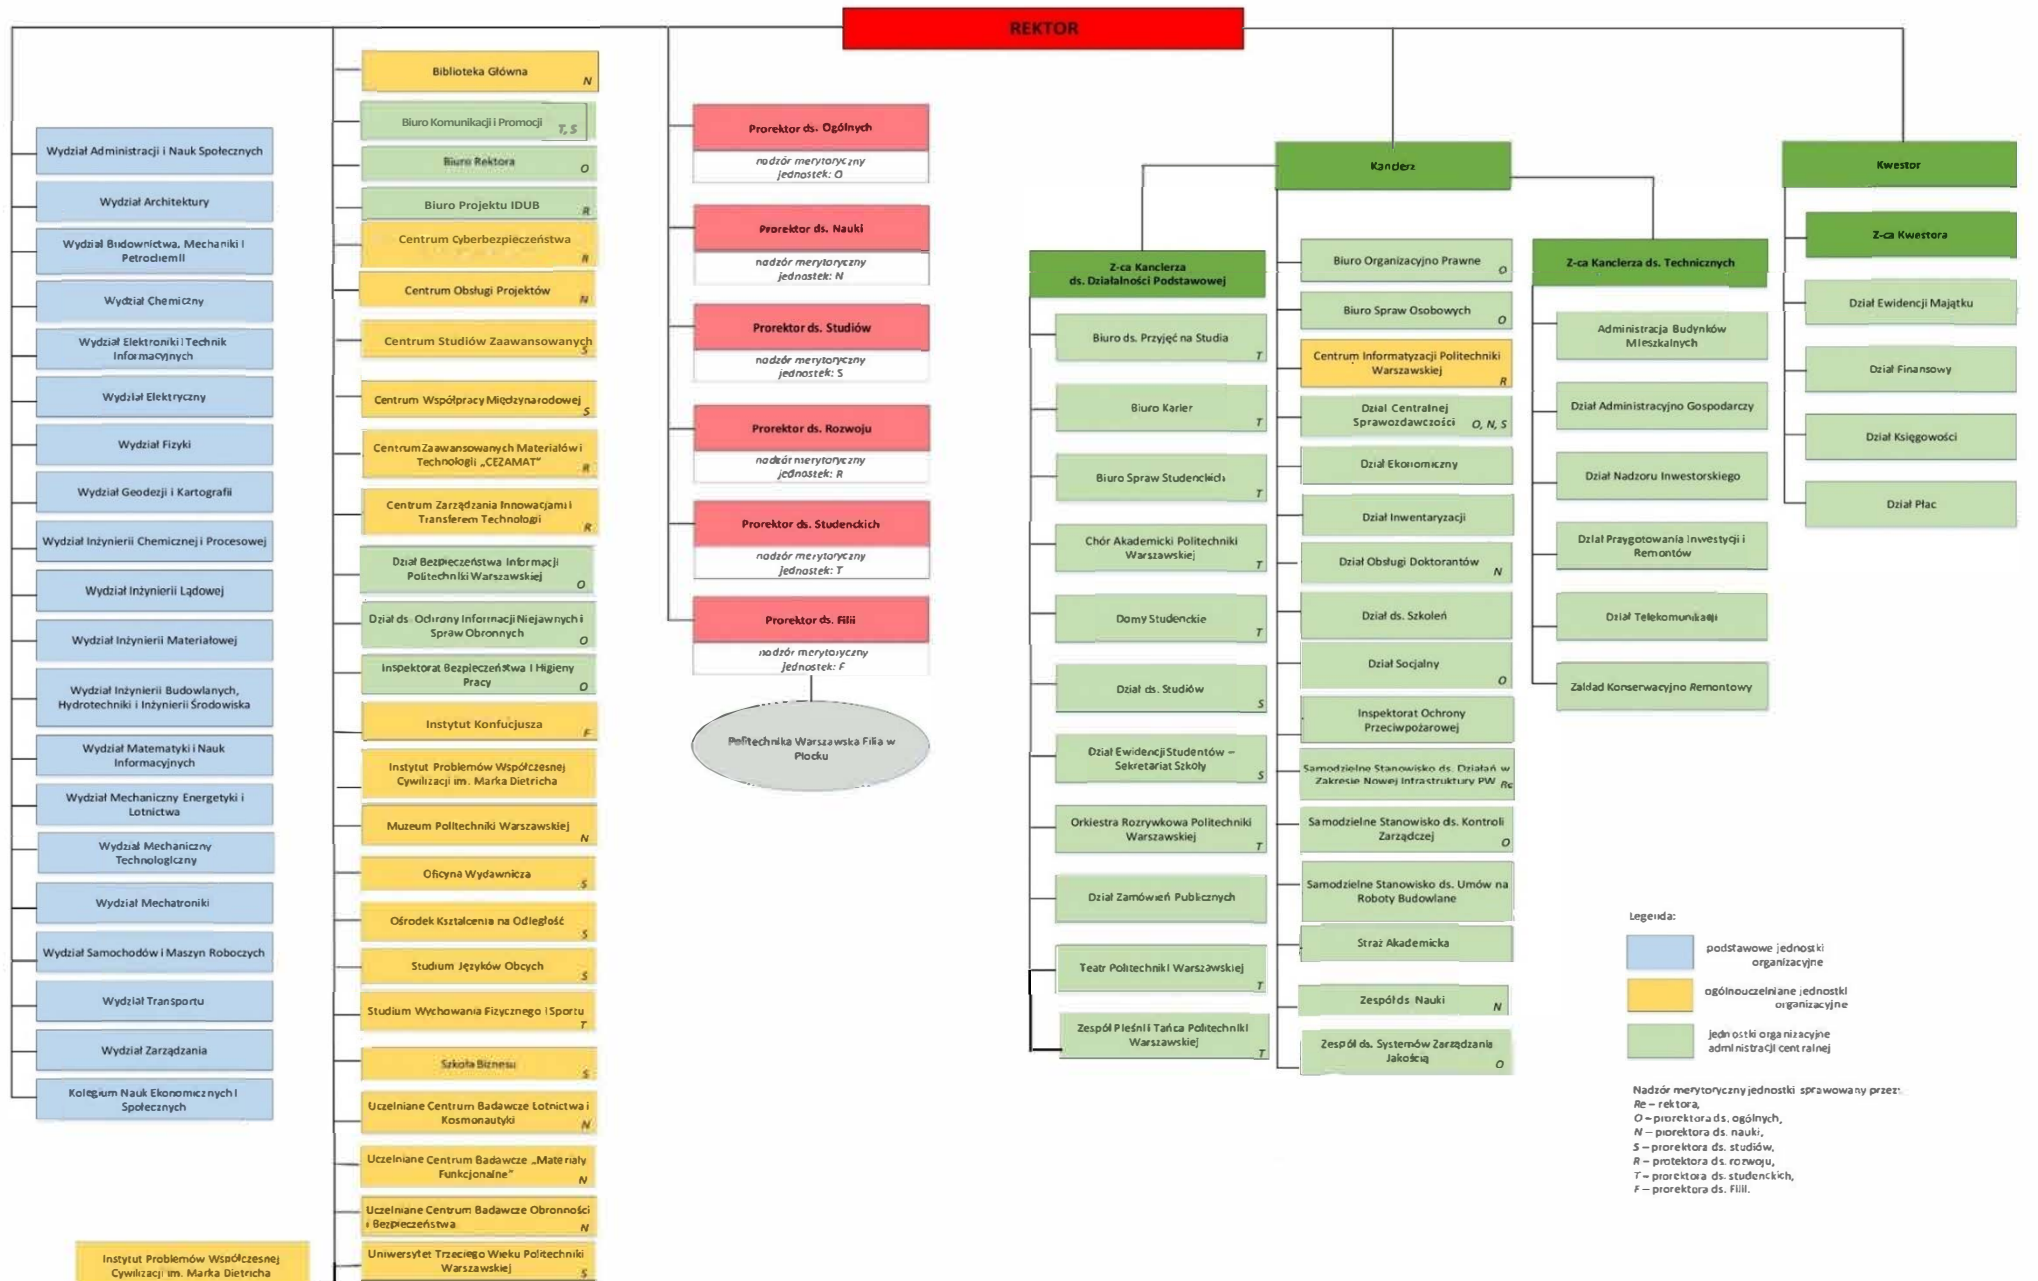 REKTOR
Wydział Administracji i Nauk Społecznych
Wydział Architektury
Wydział Budownictwa, Mechaniki I
Petrochemii
Wydział Chemiczny
Wydział Elektroniki i Technik
Informacyjnych
Wydział Elektryczny
Wydział Fizyki
Wydział Geodezji i Kartografii
Wydział Inżynierii Chemicznej i Procesowej
Wydział Inżynierii Lądowej
Wydział Inżynierii Materiałowej
Wydział Inżynierii Budowlanych,
Hydrotechniki i Inżynierii Środowiska
Wydział Matematyki i Nauk
Informacyjnych
Wydział Mechaniczny Energetyki i
Lotnictwa
Wydział Mechaniczny
Technologiczny
Wydział Mechatroniki
Wydział Samochodów i Maszyn Roboczych
Wydział Transportu
Wydział Zarządzania
Kolegium Nauk Ekonomicznych I
Społecznych
Instytut Problemów Współczesnej
Cywilizacji im. Marka Dietricha
Biblioteka Główna
N
Biuro Komunikacji i Promocji
T, S
Biuro Rektora
O
Biuro Projektu IDUB
R
Centrum Cyberbezpieczeństwa
R
Centrum Obsługi Projektów
N
Centrum Studiów Zaawansowanych
S
Centrum Współpracy Międzynarodowej
S
Centrum Zaawansowanych Materiałów i
Technologii „CEZAMAT”
R
Centrum Zarządzania Innowacjami i
Transferem Technologii
R
Dział Bezpieczeństwa Informacji
Politechniki Warszawskiej
O
Dział ds. Ochrony Informacji Niejawnych i
Spraw Obronnych
O
Inspektorat Bezpieczeństwa I Higieny
Pracy
O
Instytut Konfucjusza
F
Instytut Problemów Współczesnej
Cywilizacji im. Marka Dietricha
Muzeum Politechniki Warszawskiej
N
Oficyna Wydawnicza
S
Ośrodek Kształcenia na Odległość
S
Studium Języków Obcych
S
Studium Wychowania Fizycznego i Sportu
T
Szkoła Biznesu
S
Uczelniane Centrum Badawcze Lotnictwa i
Kosmonautyki
N
Uczelniane Centrum Badawcze „Materiały
Funkcjonalne”
N
Uczelniane Centrum Badawcze Obronności
i Bezpieczeństwa
N
Uniwersytet Trzeciego Wieku Politechniki
Warszawskiej
S
Prorektor ds. Ogólnych
nadzór merytoryczny
jednostek: O
Prorektor ds. Nauki
nadzór merytoryczny
jednostek: N
Prorektor ds. Studiów
nadzór merytoryczny
jednostek: S
Prorektor ds. Rozwoju
nadzór merytoryczny
jednostek: R
Prorektor ds. Studenckich
nadzór merytoryczny
jednostek: T
Prorektor ds. Filii
nadzór merytoryczny
jednostek: F
Politechnika Warszawska Filia w
Płocku
Kanclerz
Z-ca Kanclerza
ds. Działalności Podstawowej
Biuro ds. Przyjęć na Studia
T
Biuro Karier
T
Biuro Spraw Studenckich
T
Chór Akademicki Politechniki
Warszawskiej
T
Domy Studenckie
T
Dział ds. Studiów
S
Dział Ewidencji Studentów –
Sekretariat Szkoły
S
Orkiestra Rozrywkowa Politechniki
Warszawskiej
T
Dział Zamówień Publicznych
Teatr Politechniki Warszawskiej
T
Zespół Pieśni i Tańca Politechniki
Warszawskiej
T
Biuro Organizacyjno Prawne
O
Biuro Spraw Osobowych
O
Centrum Informatyzacji Politechniki
Warszawskiej
R
Dział Centralnej
Sprawozdawczości O, N, S
Dział Ekonomiczny
Dział Inwentaryzacji
Dział Obsługi Doktorantów
N
Dział ds. Szkoleń
Dział Socjalny
O
Inspektorat Ochrony
Przeciwpożarowej
Samodzielne Stanowisko ds. Działań w
Zakresie Nowej Infrastruktury PW
Re
Samodzielne Stanowisko ds. Kontroli
Zarządczej
O
Samodzielne Stanowisko ds. Umów na
Roboty Budowlane
Straż Akademicka
Zespół ds Nauki
N
Zespół ds. Systemów Zarządzania
Jakością
O
Z-ca Kanclerza ds. Technicznych
Administracja Budynków
Mieszkalnych
Dział Administracyjno Gospodarczy
Dział Nadzoru Inwestorskiego
Dział Przygotowania Inwestycji i
Remontów
Dział Telekomunikacji
Zakład Konserwacyjno Remontowy
Kwestor
Z-ca Kwestora
Dział Ewidencji Majątku
Dział Finansowy
Dział Księgowości
Dział Płac
Legenda:
podstawowe jednostki
organizacyjne
ogólnouczelniane jednostki
organizacyjne
jednostki organizacyjne
administracji centralnej
Nadzór merytoryczny jednostki sprawowany przez:
Re – rektora,
O – prorektora ds. ogólnych,
N – prorektora ds. nauki,
S – prorektora ds. studiów,
R – protektora ds. rozwoju,
T – prorektora ds. studenckich,
F – prorektora ds. Filii.